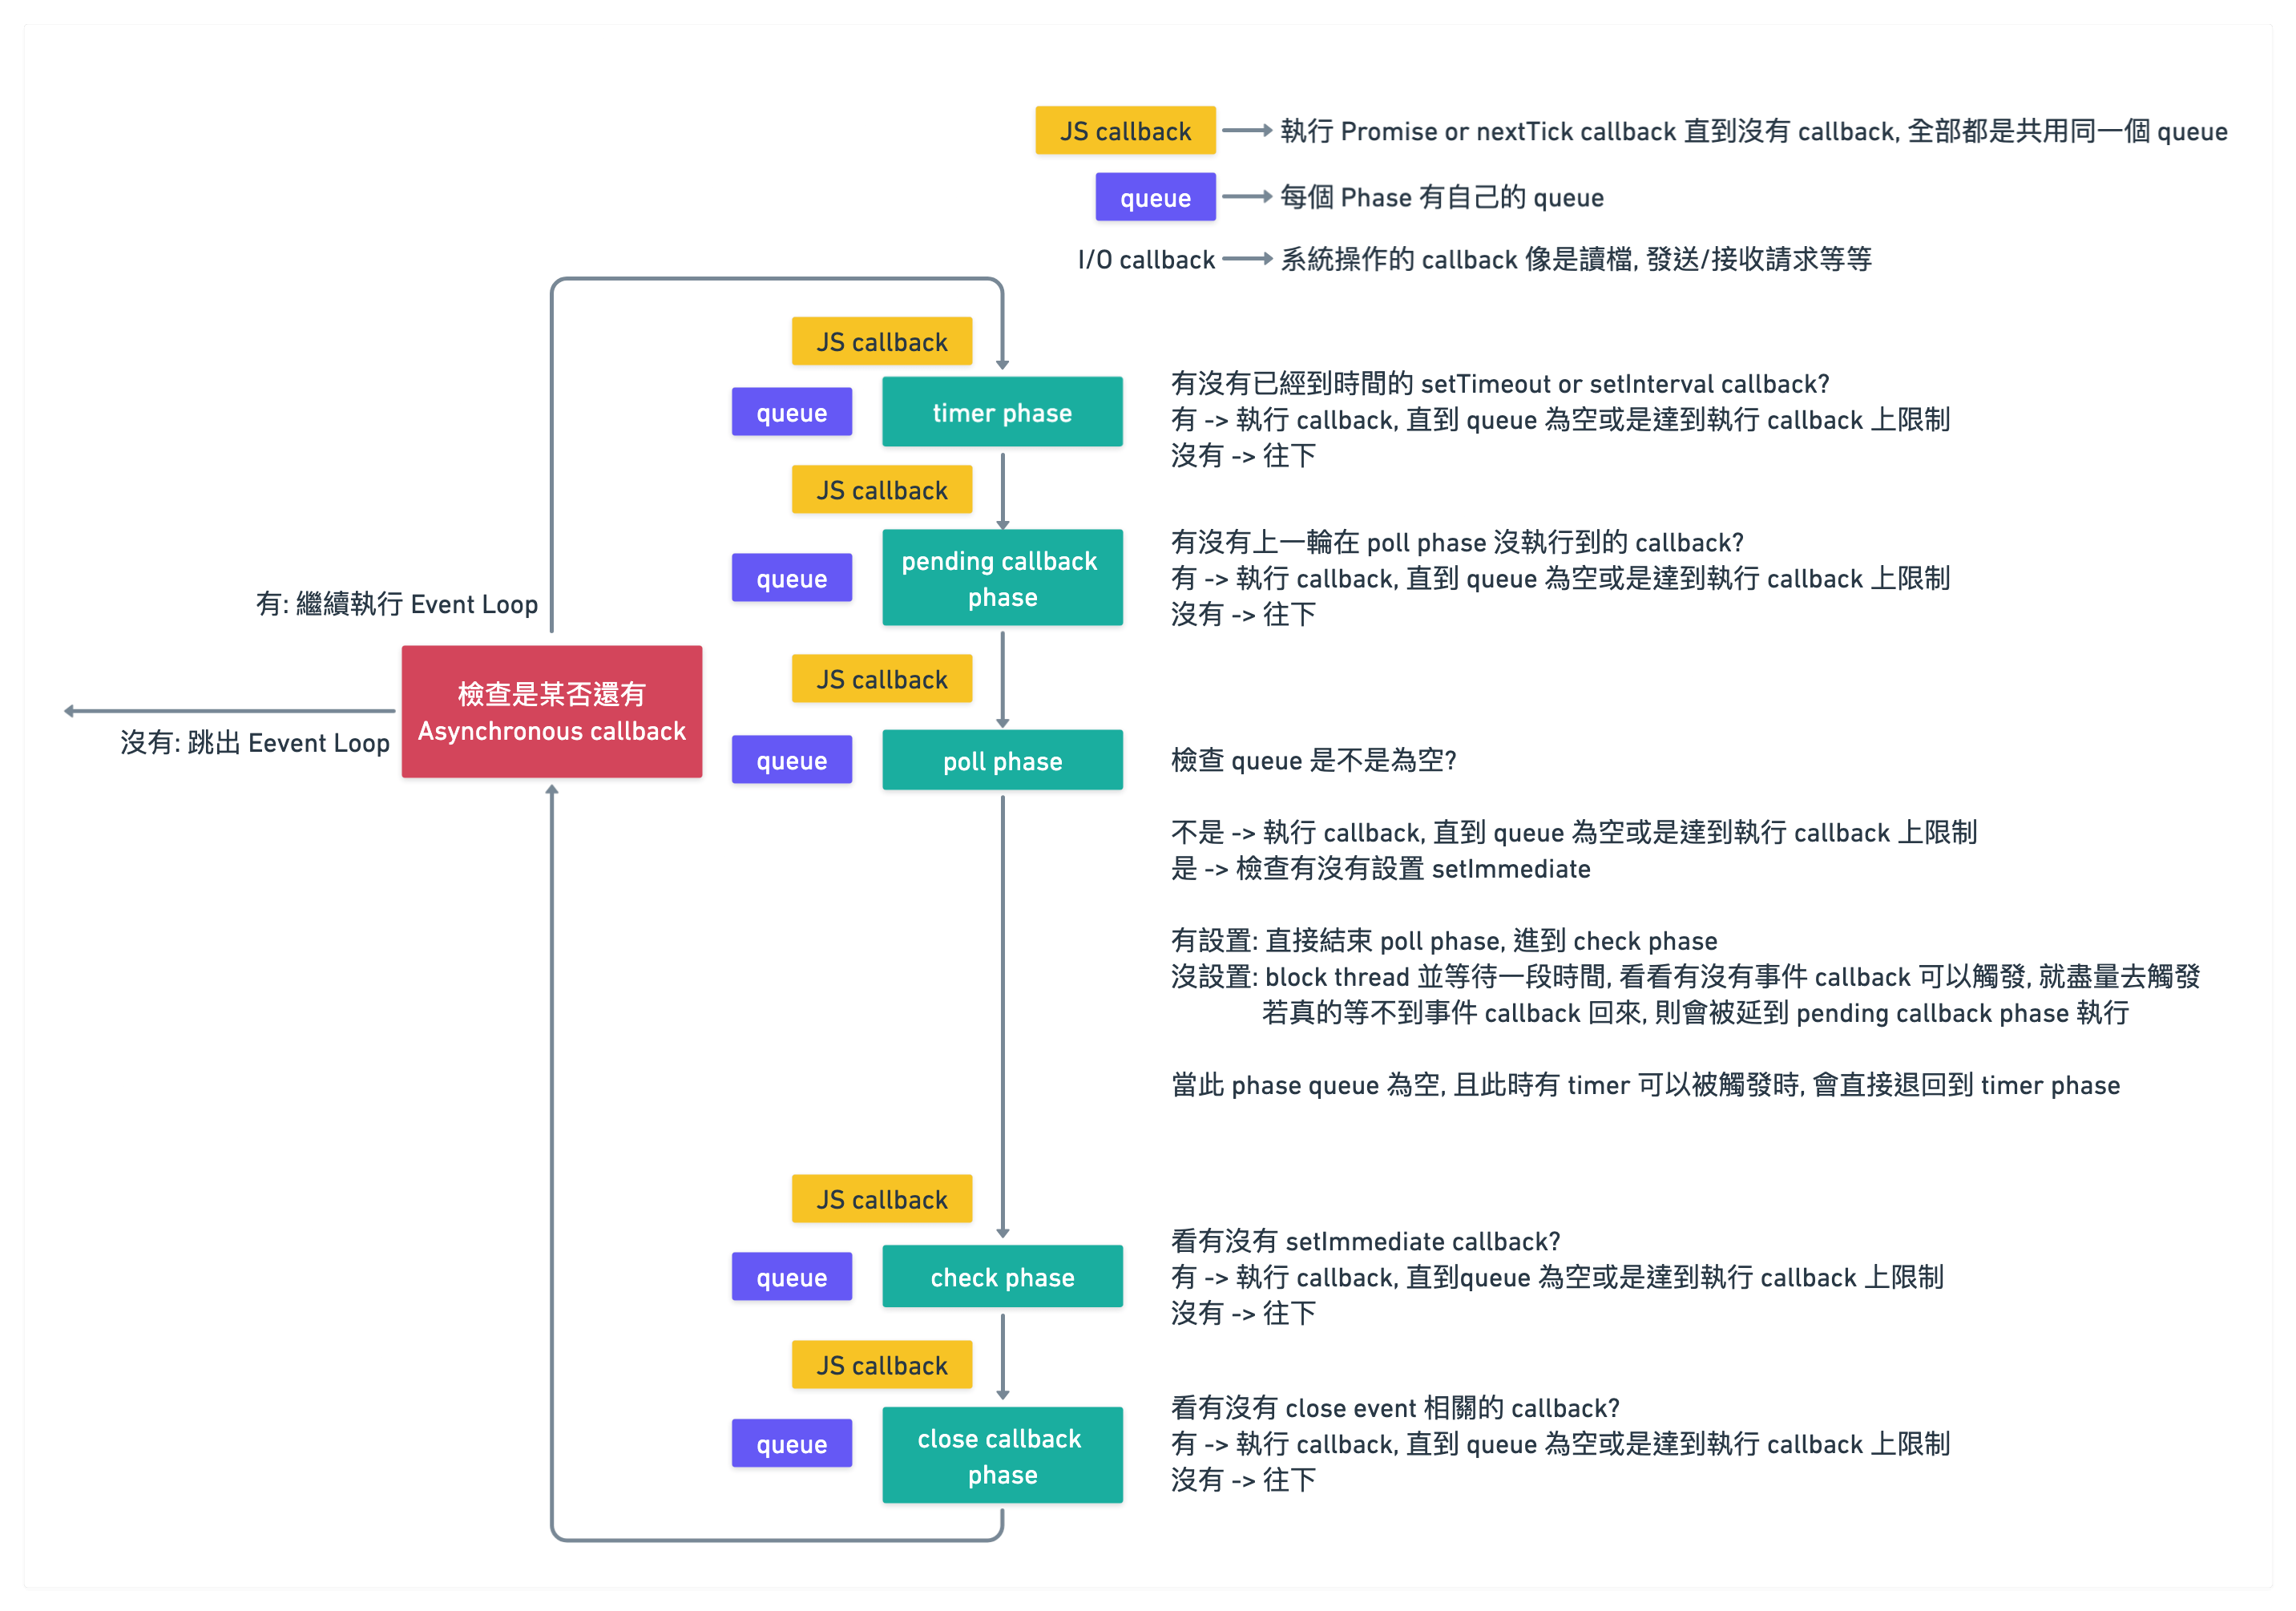 JS callback
執行 Promise or nextTick callback 直到沒有 callback, 全部都是共用同一個 queue
queue
每個 Phase 有自己的 queue
I/O callback
系統操作的 callback 像是讀檔, 發送/接收請求等等
JS callback
queue
timer phase
有沒有已經到時間的 setTimeout or setInterval callback?
有 -> 執行 callback, 直到 queue 為空或是達到執行 callback 上限制
沒有 -> 往下
JS callback
queue
pending callback
phase
有沒有上一輪在 poll phase 沒執行到的 callback?
有 -> 執行 callback, 直到 queue 為空或是達到執行 callback 上限制
沒有 -> 往下
有: 繼續執行 Event Loop
檢查是某否還有
Asynchronous callback
沒有: 跳出 Eevent Loop
JS callback
queue
poll phase
檢查 queue 是不是為空?
不是 -> 執行 callback, 直到 queue 為空或是達到執行 callback 上限制
是 -> 檢查有沒有設置 setImmediate
有設置: 直接結束 poll phase, 進到 check phase
沒設置: block thread 並等待一段時間, 看看有沒有事件 callback 可以觸發, 就盡量去觸發
若真的等不到事件 callback 回來, 則會被延到 pending callback phase 執行
當此 phase queue 為空, 且此時有 timer 可以被觸發時, 會直接退回到 timer phase
JS callback
queue
check phase
看有沒有 setImmediate callback?
有 -> 執行 callback, 直到queue 為空或是達到執行 callback 上限制
沒有 -> 往下
JS callback
queue
close callback
phase
看有沒有 close event 相關的 callback?
有 -> 執行 callback, 直到 queue 為空或是達到執行 callback 上限制
沒有 -> 往下